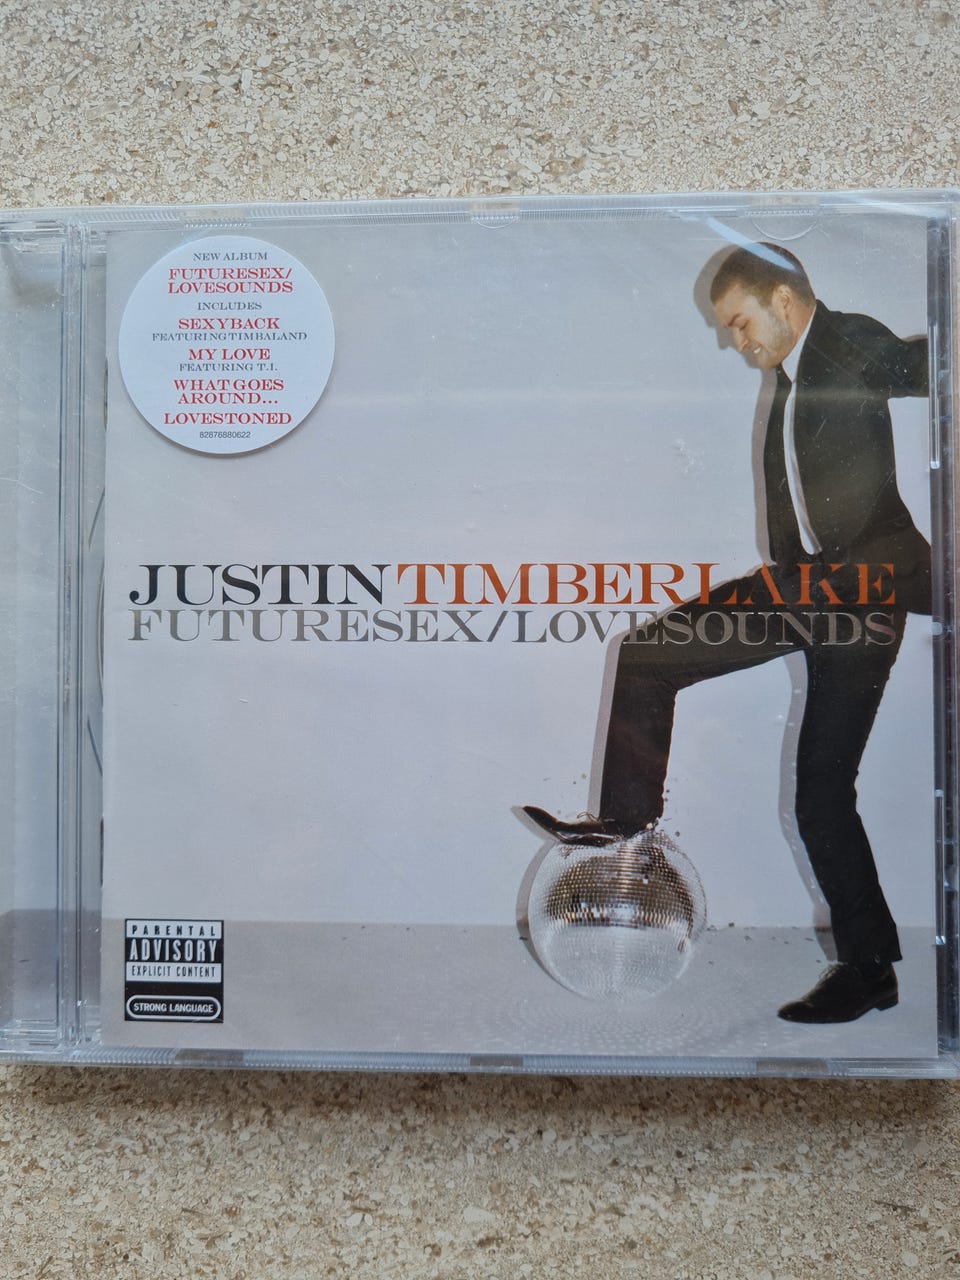 NEW ALBUM
FUTURESEX/
LOVESOUNDS
INCLUDES
SEXYBACK
FEATURING TIMBALAND
MY LOVE
FEATURING T.I.
WHAT GOES
AROUND...
LOVESTONED
82876880622
JUSTIN TIMBERLAKE
FUTURESEX/LOVESOUNDS
PARENTAL
ADVISORY
EXPLICIT CONTENT
STRONG LANGUAGE